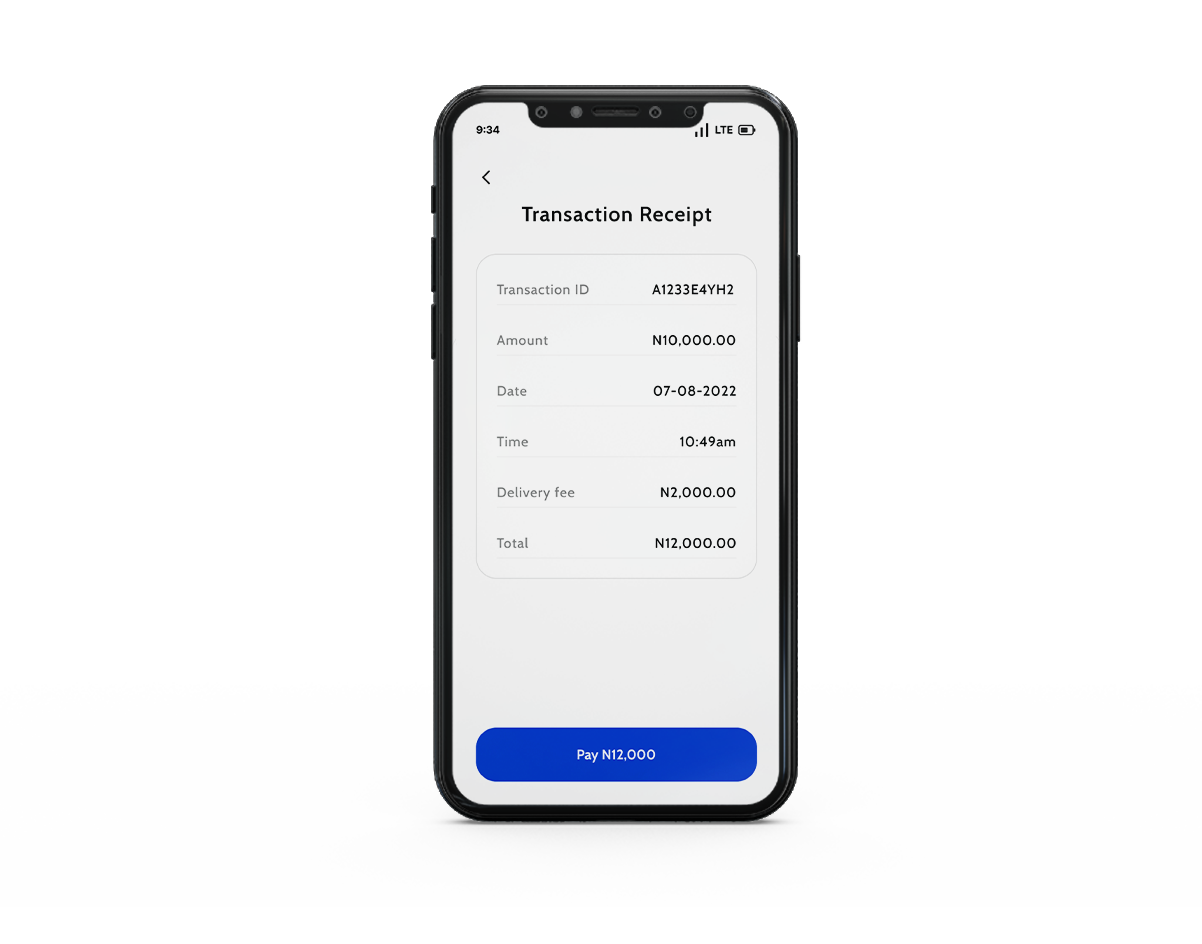 9:34 LTE
Transaction Receipt
Transaction ID A1233E4YH2
Amount N10,000.00
Date 07-08-2022
Time 10:49am
Delivery fee N2,000.00
Total N12,000.00
Pay N12,000